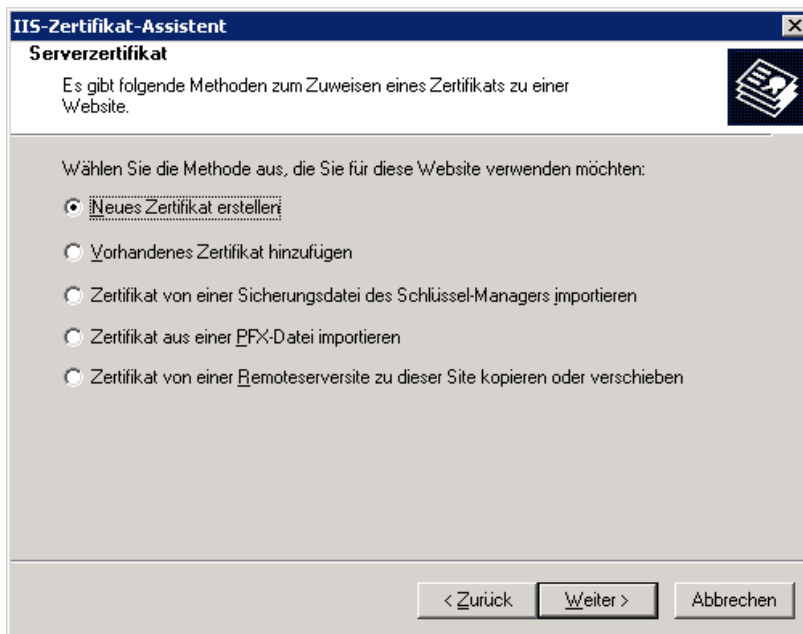 IIS-Zertifikat-Assistent
Serverzertifikat
Es gibt folgende Methoden zum Zuweisen eines Zertifikats zu einer
Website.
Wählen Sie die Methode aus, die Sie für diese Website verwenden möchten:
Neues Zertifikat erstellen
Vorhandenes Zertifikat hinzufügen
Zertifikat von einer Sicherungsdatei des Schlüssel-Managers importieren
Zertifikat aus einer PFX-Datei importieren
Zertifikat von einer Remoteserversite zu dieser Site kopieren oder verschieben
< Zurück
Weiter >
Abbrechen